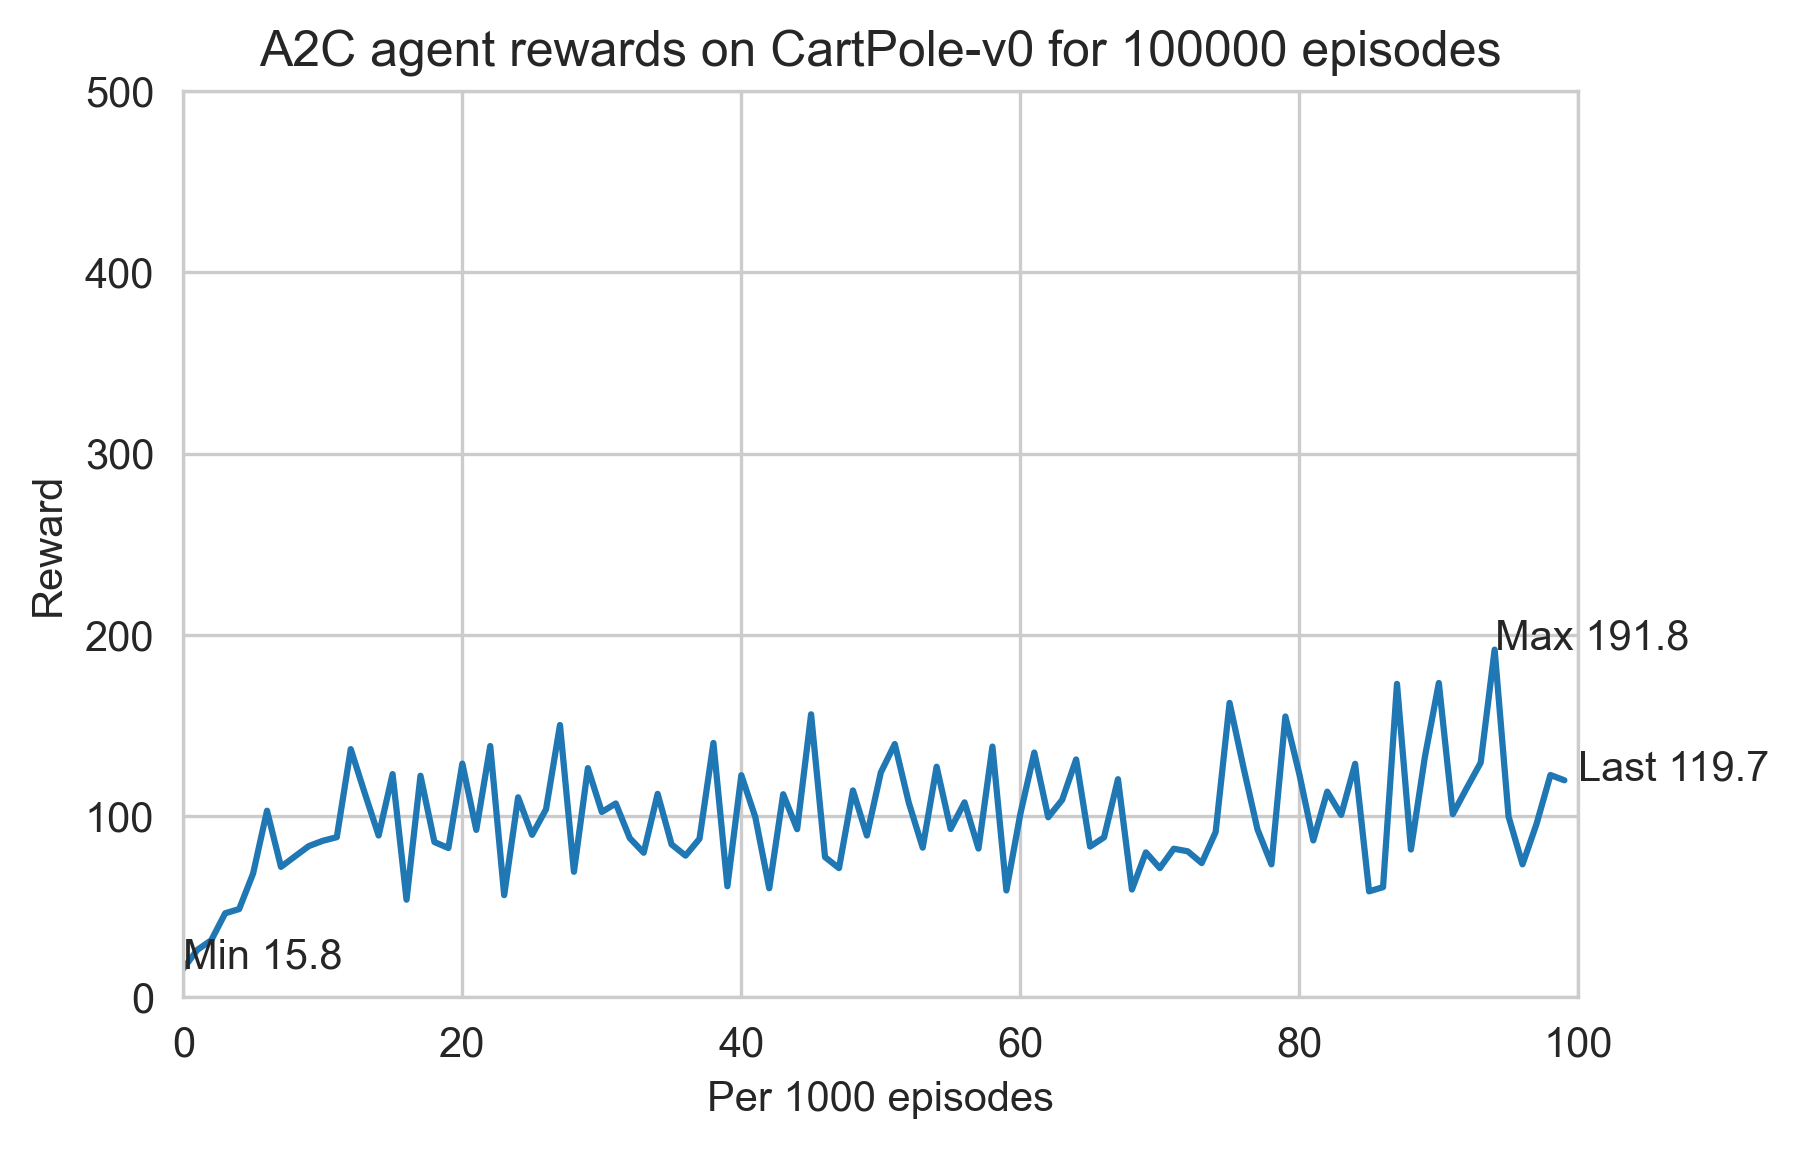 A2C agent rewards on CartPole-v0 for 100000 episodes
500
400
300
200
100
0
Reward
Max 191.8
Last 119.7
Min 15.8
0 20 40 60 80 100
Per 1000 episodes